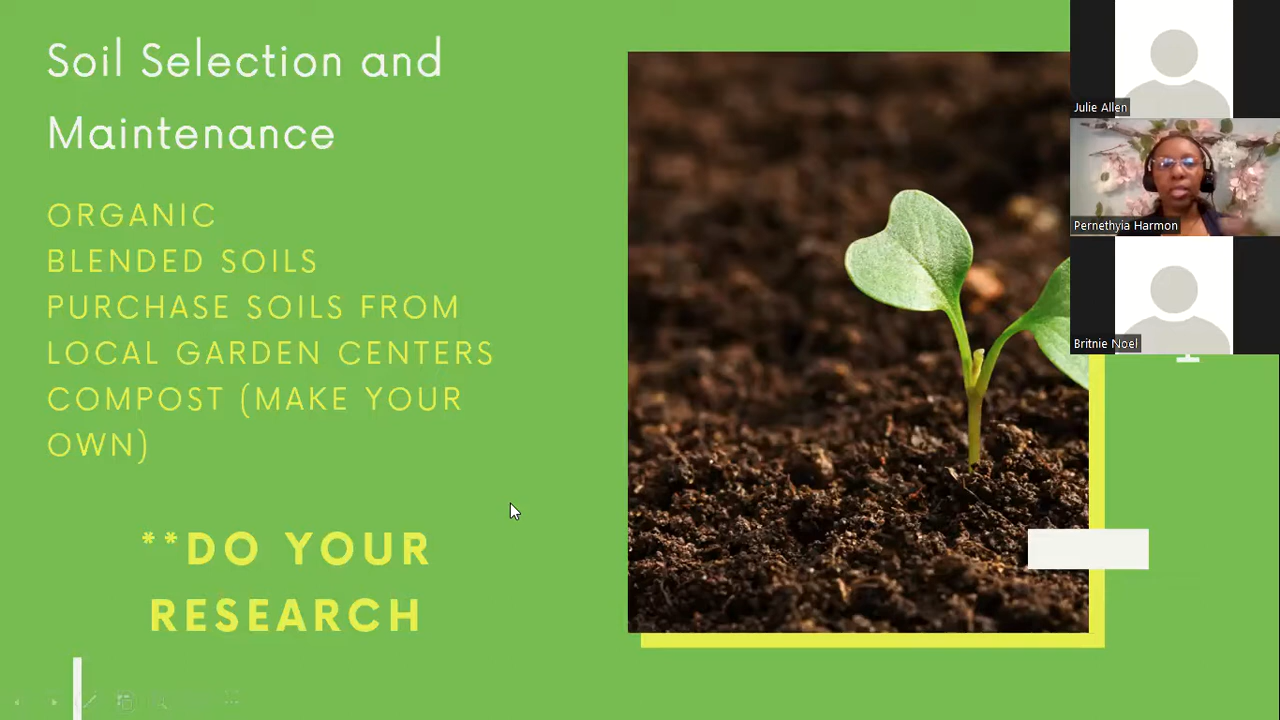 Soil Selection and
Maintenance
ORGANIC
BLENDED SOILS
PURCHASE SOILS FROM
LOCAL GARDEN CENTERS
COMPOST (MAKE YOUR
OWN)
**DO YOUR
RESEARCH
Julie Allen
Pernethyia Harmon
Britnie Noel